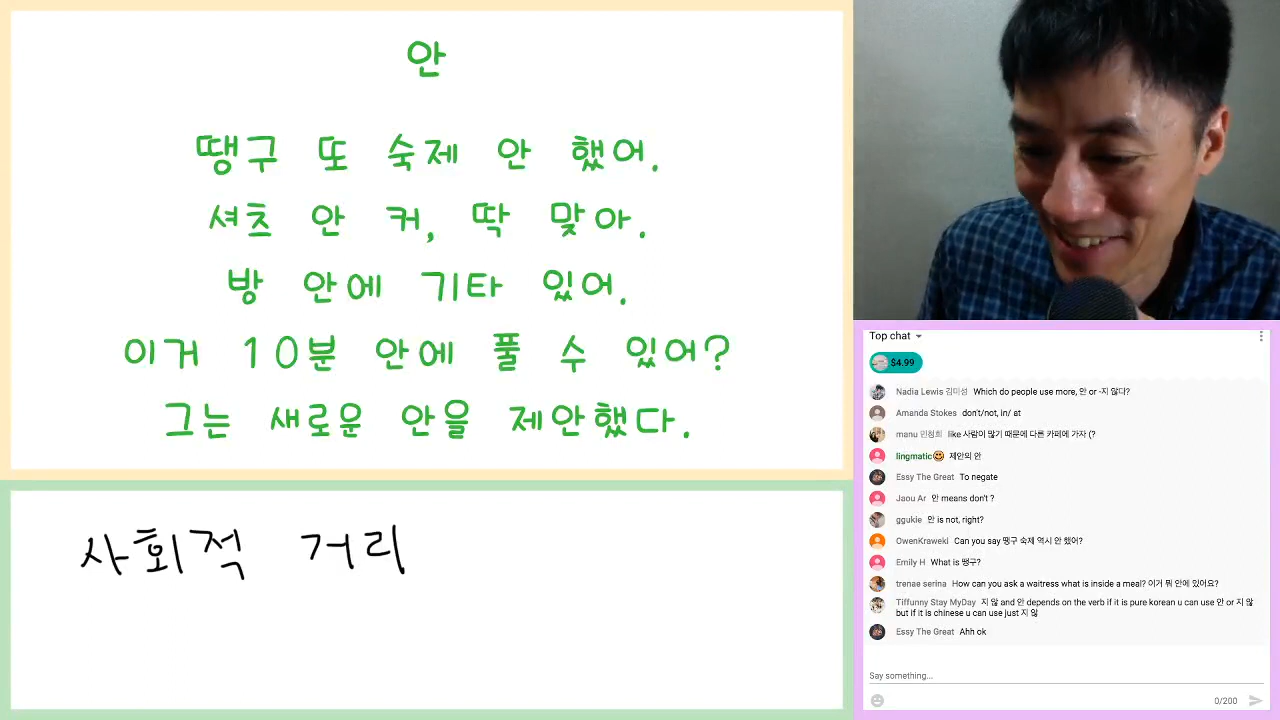 안
땡구 또 숙제 안 했어.
셔츠 안 커, 딱 맞아.
방 안에 기타 있어.
이거 10분 안에 풀 수 있어?
그는 새로운 안을 제안했다.
사회적 거리
Top chat
$4.99
Nadia Lewis 김미성 Which do people use more, 안 or -지 않다?
Amanda Stokes don't/not, in/ at
manu 민정희 like 사람이 많기 때문에 다른 카페에 가자 (?
lingmatic 제안의 안
Essy The Great To negate
Jaou Ar 안 means don't ?
ggukie 안 is not, right?
OwenKraweki Can you say 땡구 숙제 역시 안 했어?
Emily H What is 땡구?
trenae serina How can you ask a waitress what is inside a meal? 이거 뭐 안에 있어요?
Tiffunny Stay MyDay 지 않 and 안 depends on the verb if it is pure korean u can use 안 or 지 않
but if it is chinese u can use just 지 않
Essy The Great Ahh ok
Say something...
0/200